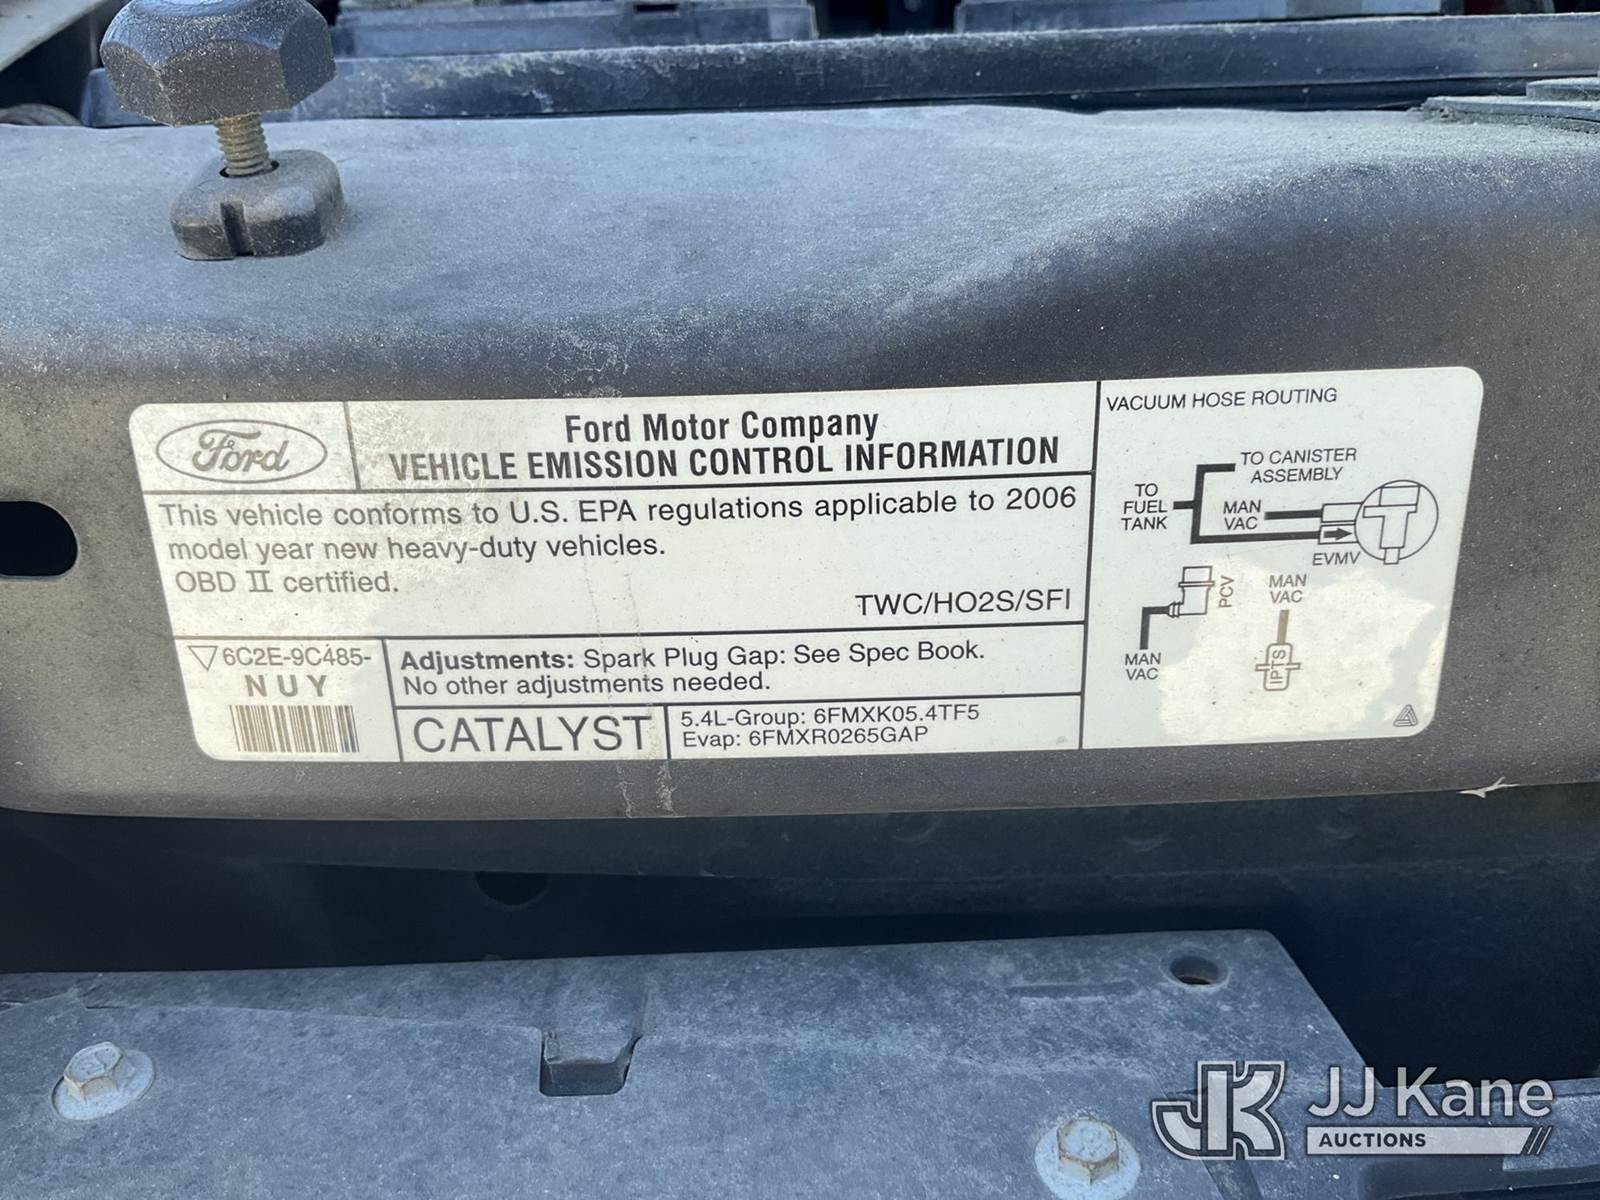 Ford
Ford Motor Company
VEHICLE EMISSION CONTROL INFORMATION
This vehicle conforms to U.S. EPA regulations applicable to 2006
model year new heavy-duty vehicles.
OBD II certified.
TWC/HO2S/SFI
6C2E-9C485-
NUY
Adjustments: Spark Plug Gap: See Spec Book.
No other adjustments needed.
CATALYST
5.4L-Group: 6FMXK05.4TF5
Evap: 6FMXR0265GAP
VACUUM HOSE ROUTING
TO CANISTER
ASSEMBLY
TO
FUEL
TANK
MAN
VAC
EVMV
PCV
MAN
VAC
MAN
VAC
IPTS
JK
JJ Kane
AUCTIONS